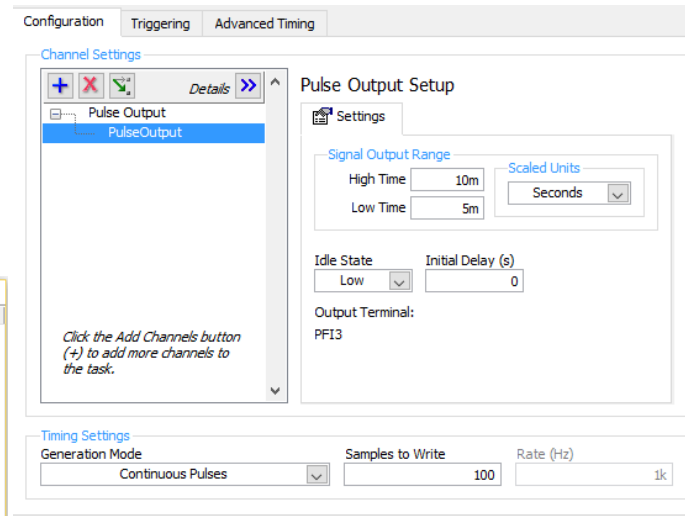 Configuration Triggering Advanced Timing
Channel Settings
Details
Pulse Output
PulseOutput
Click the Add Channels button
(+) to add more channels to
the task.
Pulse Output Setup
Settings
Signal Output Range
High Time 10m
Low Time 5m
Scaled Units
Seconds
Idle State Initial Delay (s)
Low 0
Output Terminal:
PFI3
Timing Settings
Generation Mode Samples to Write Rate (Hz)
Continuous Pulses 100 1k